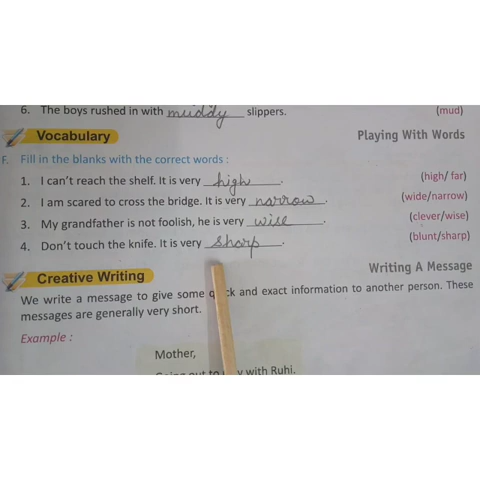 6. The boys rushed in with muddy slippers. (mud)
Vocabulary Playing With Words
F. Fill in the blanks with the correct words :
1. I can't reach the shelf. It is very high. (high/ far)
2. I am scared to cross the bridge. It is very narrow. (wide/narrow)
3. My grandfather is not foolish, he is very wise. (clever/wise)
4. Don't touch the knife. It is very sharp. (blunt/sharp)
Creative Writing Writing A Message
We write a message to give some and exact information to another person. These
messages are generally very short.
Example :
Mother,
with Ruhi.